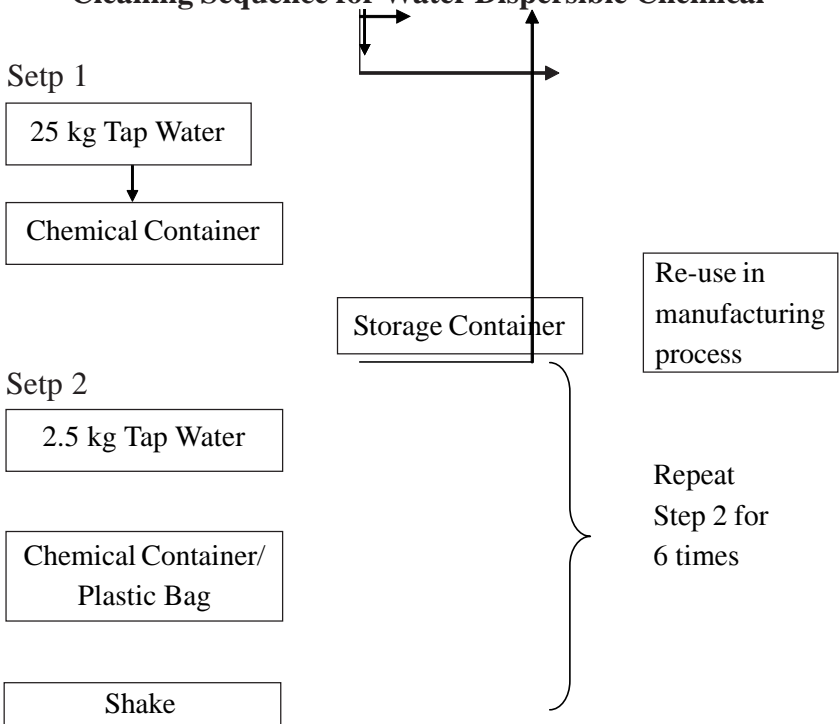 Cleaning Sequence for Water Dispersible Chemical
Setp 1
25 kg Tap Water
Chemical Container
Storage Container
Re-use in
manufacturing
process
Setp 2
2.5 kg Tap Water
Chemical Container/
Plastic Bag
Shake
Repeat
Step 2 for
6 times